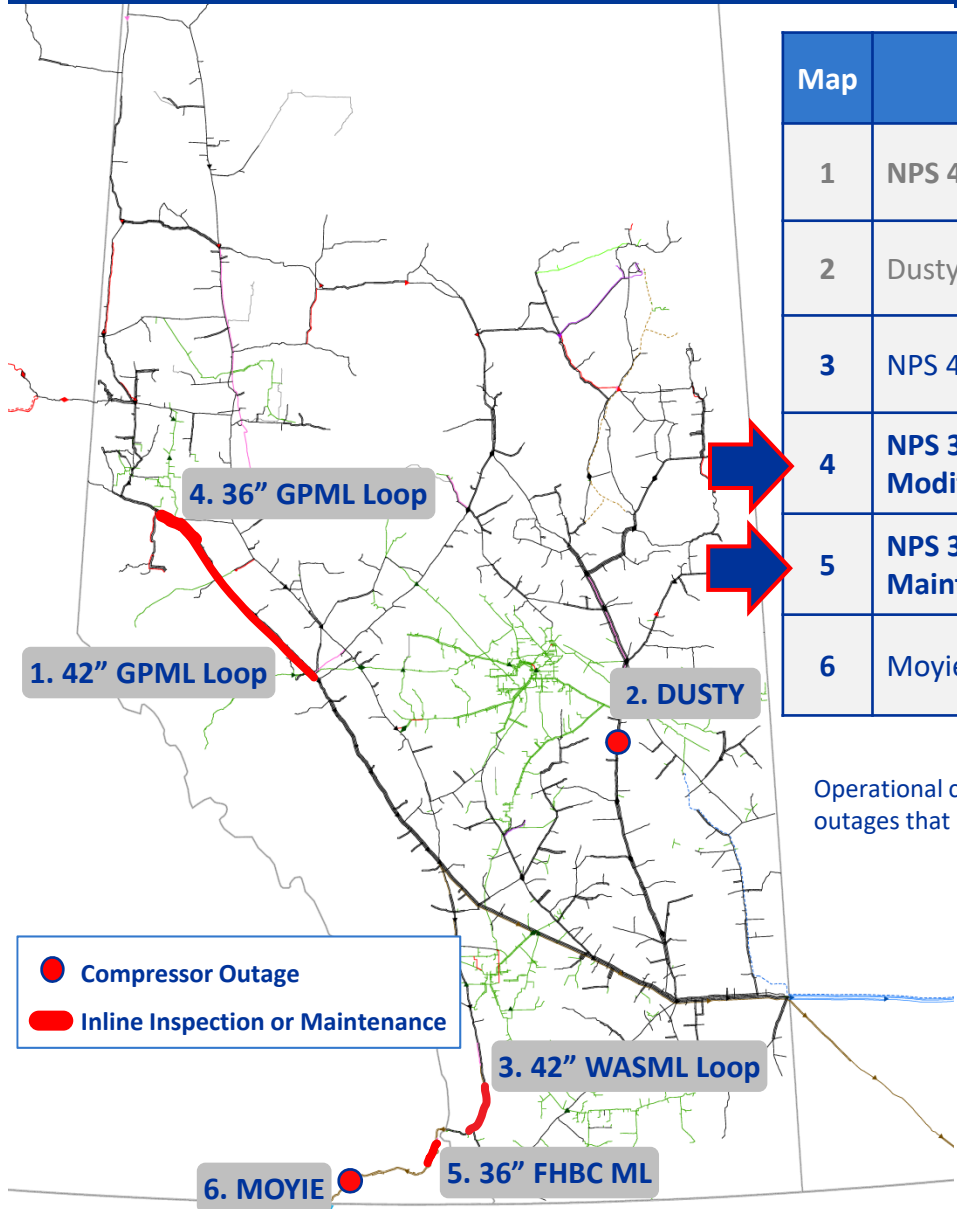 Map
1 NPS 4
2 Dusty
3 NPS 4
4 NPS 3
Modi
5 NPS 3
Main
6 Moyie
Operational
outages that
4. 36” GPML Loop
1. 42” GPML Loop
2. DUSTY
Compressor Outage
Inline Inspection or Maintenance
3. 42” WASML Loop
5. 36” FHBC ML
6. MOYIE